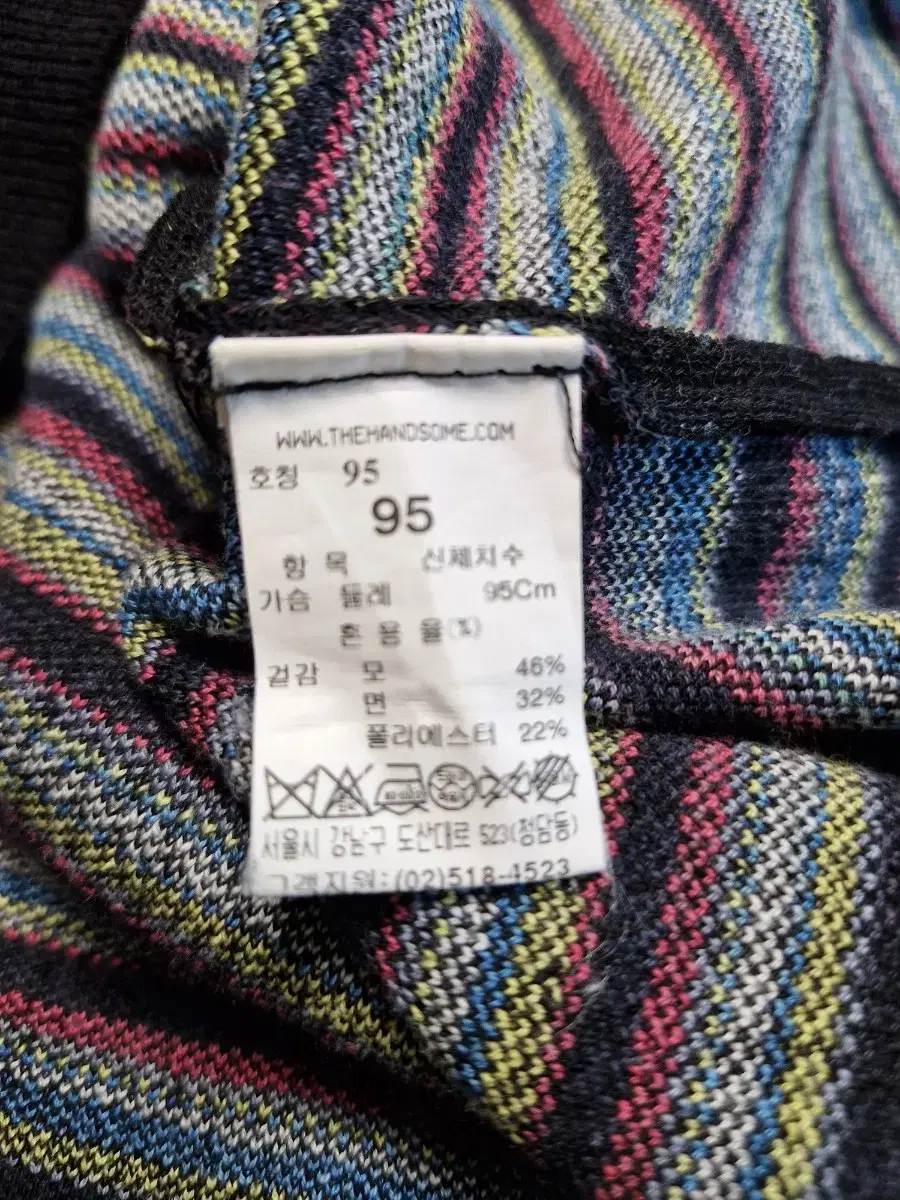 WWW.THEHANDSOME.COM
호칭 95
95
항 목 신체치수
가슴 둘레 95Cm
혼 용 율(%)
겉감 모 46%
면 32%
폴리에스터 22%
서울시 강남구 도산대로 523(청담동)
고객지원:(02)518-4523